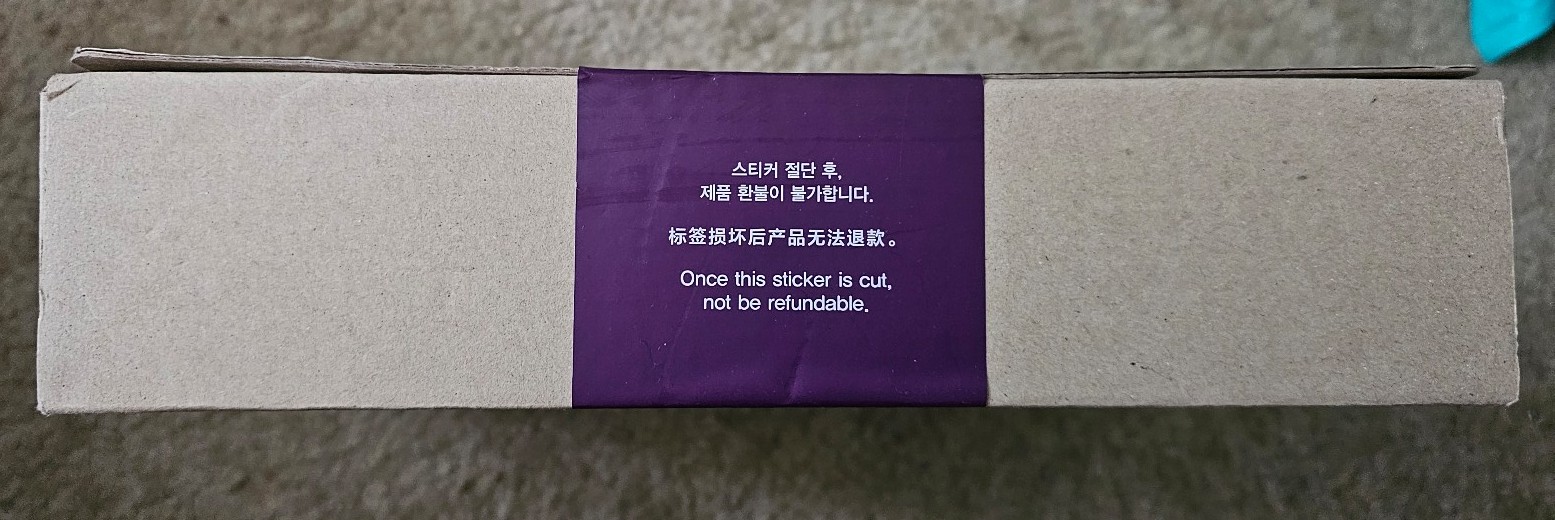 스티커 절단 후,
제품 환불이 불가합니다.
标签损坏后产品无法退款。
Once this sticker is cut,
not be refundable.